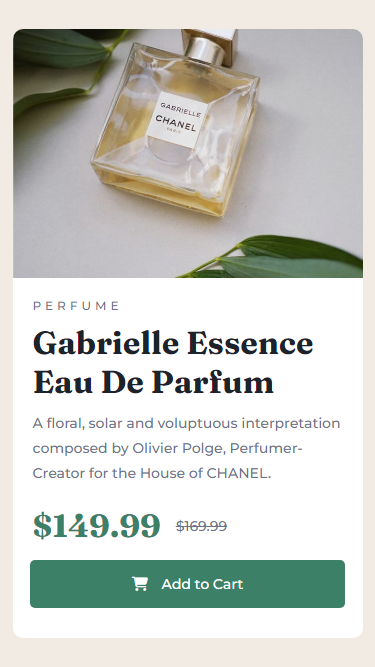 GABRIELLE
CHANEL
PARIS
PERFUME
Gabrielle Essence
Eau De Parfum
A floral, solar and voluptuous interpretation
composed by Olivier Polge, Perfumer-
Creator for the House of CHANEL.
$149.99 $169.99
Add to Cart